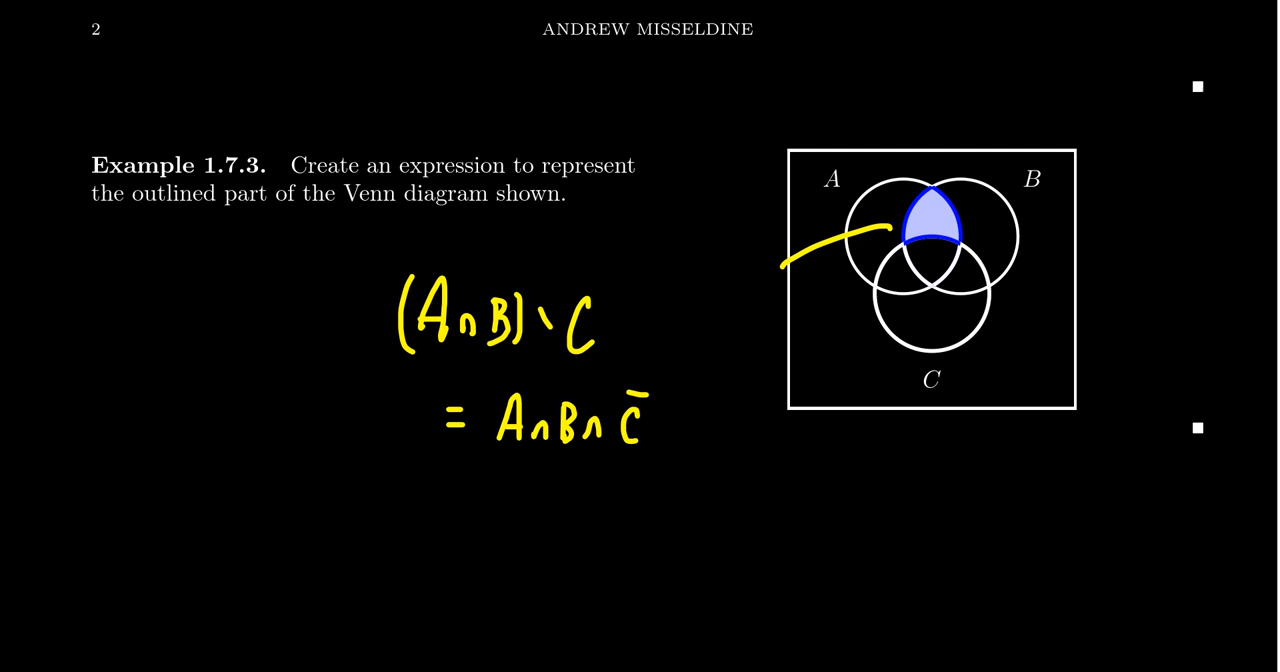 2 ANDREW MISSELDINE
Example 1.7.3. Create an expression to represent
the outlined part of the Venn diagram shown.
A B
(A∩B) \ C
C
= A∩B∩C̄